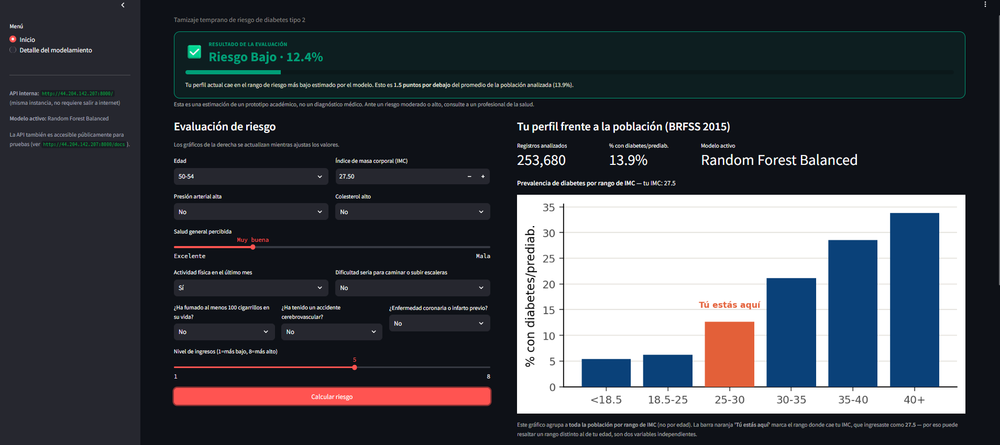 Menú
Inicio
Detalle del modelamiento
API interna: http://44.204.142.207:8000/
(misma instancia, no requiere salir a internet)
Modelo activo: Random Forest Balanced
La API también es accesible públicamente para
pruebas (ver http://44.204.142.207:8000/docs ).
Tamizaje temprano de riesgo de diabetes tipo 2
RESULTADO DE LA EVALUACIÓN
Riesgo Bajo · 12.4%
Tu perfil actual cae en el rango de riesgo más bajo estimado por el modelo. Esto es 1.5 puntos por debajo del promedio de la población analizada (13.9%).
Esta es una estimación de un prototipo académico, no un diagnóstico médico. Ante un riesgo moderado o alto, consulte a un profesional de la salud.
Evaluación de riesgo
Los gráficos de la derecha se actualizan mientras ajustas los valores.
Edad
50-54
Índice de masa corporal (IMC)
27.50
Presión arterial alta
No
Colesterol alto
No
Salud general percibida
Muy buena
Excelente
Mala
Actividad física en el último mes
Sí
Dificultad seria para caminar o subir escaleras
No
¿Ha fumado al menos 100 cigarrillos en
su vida?
No
¿Ha tenido un accidente
cerebrovascular?
No
¿Enfermedad coronaria o infarto previo?
No
Nivel de ingresos (1=más bajo, 8=más alto)
5
1
8
Calcular riesgo
Tu perfil frente a la población (BRFSS 2015)
Registros analizados
253,680
% con diabetes/prediab.
13.9%
Modelo activo
Random Forest Balanced
Prevalencia de diabetes por rango de IMC — tu IMC: 27.5
% con diabetes/prediab.
35
30
25
20
15
10
5
0
Tú estás aquí
<18.5
18.5-25
25-30
30-35
35-40
40+
Este gráfico agrupa a toda la población por rango de IMC (no por edad). La barra naranja 'Tú estás aquí' marca el rango donde cae tu IMC, que ingresaste como 27.5 — por eso puede
resaltar un rango distinto al de tu edad, son dos variables independientes.